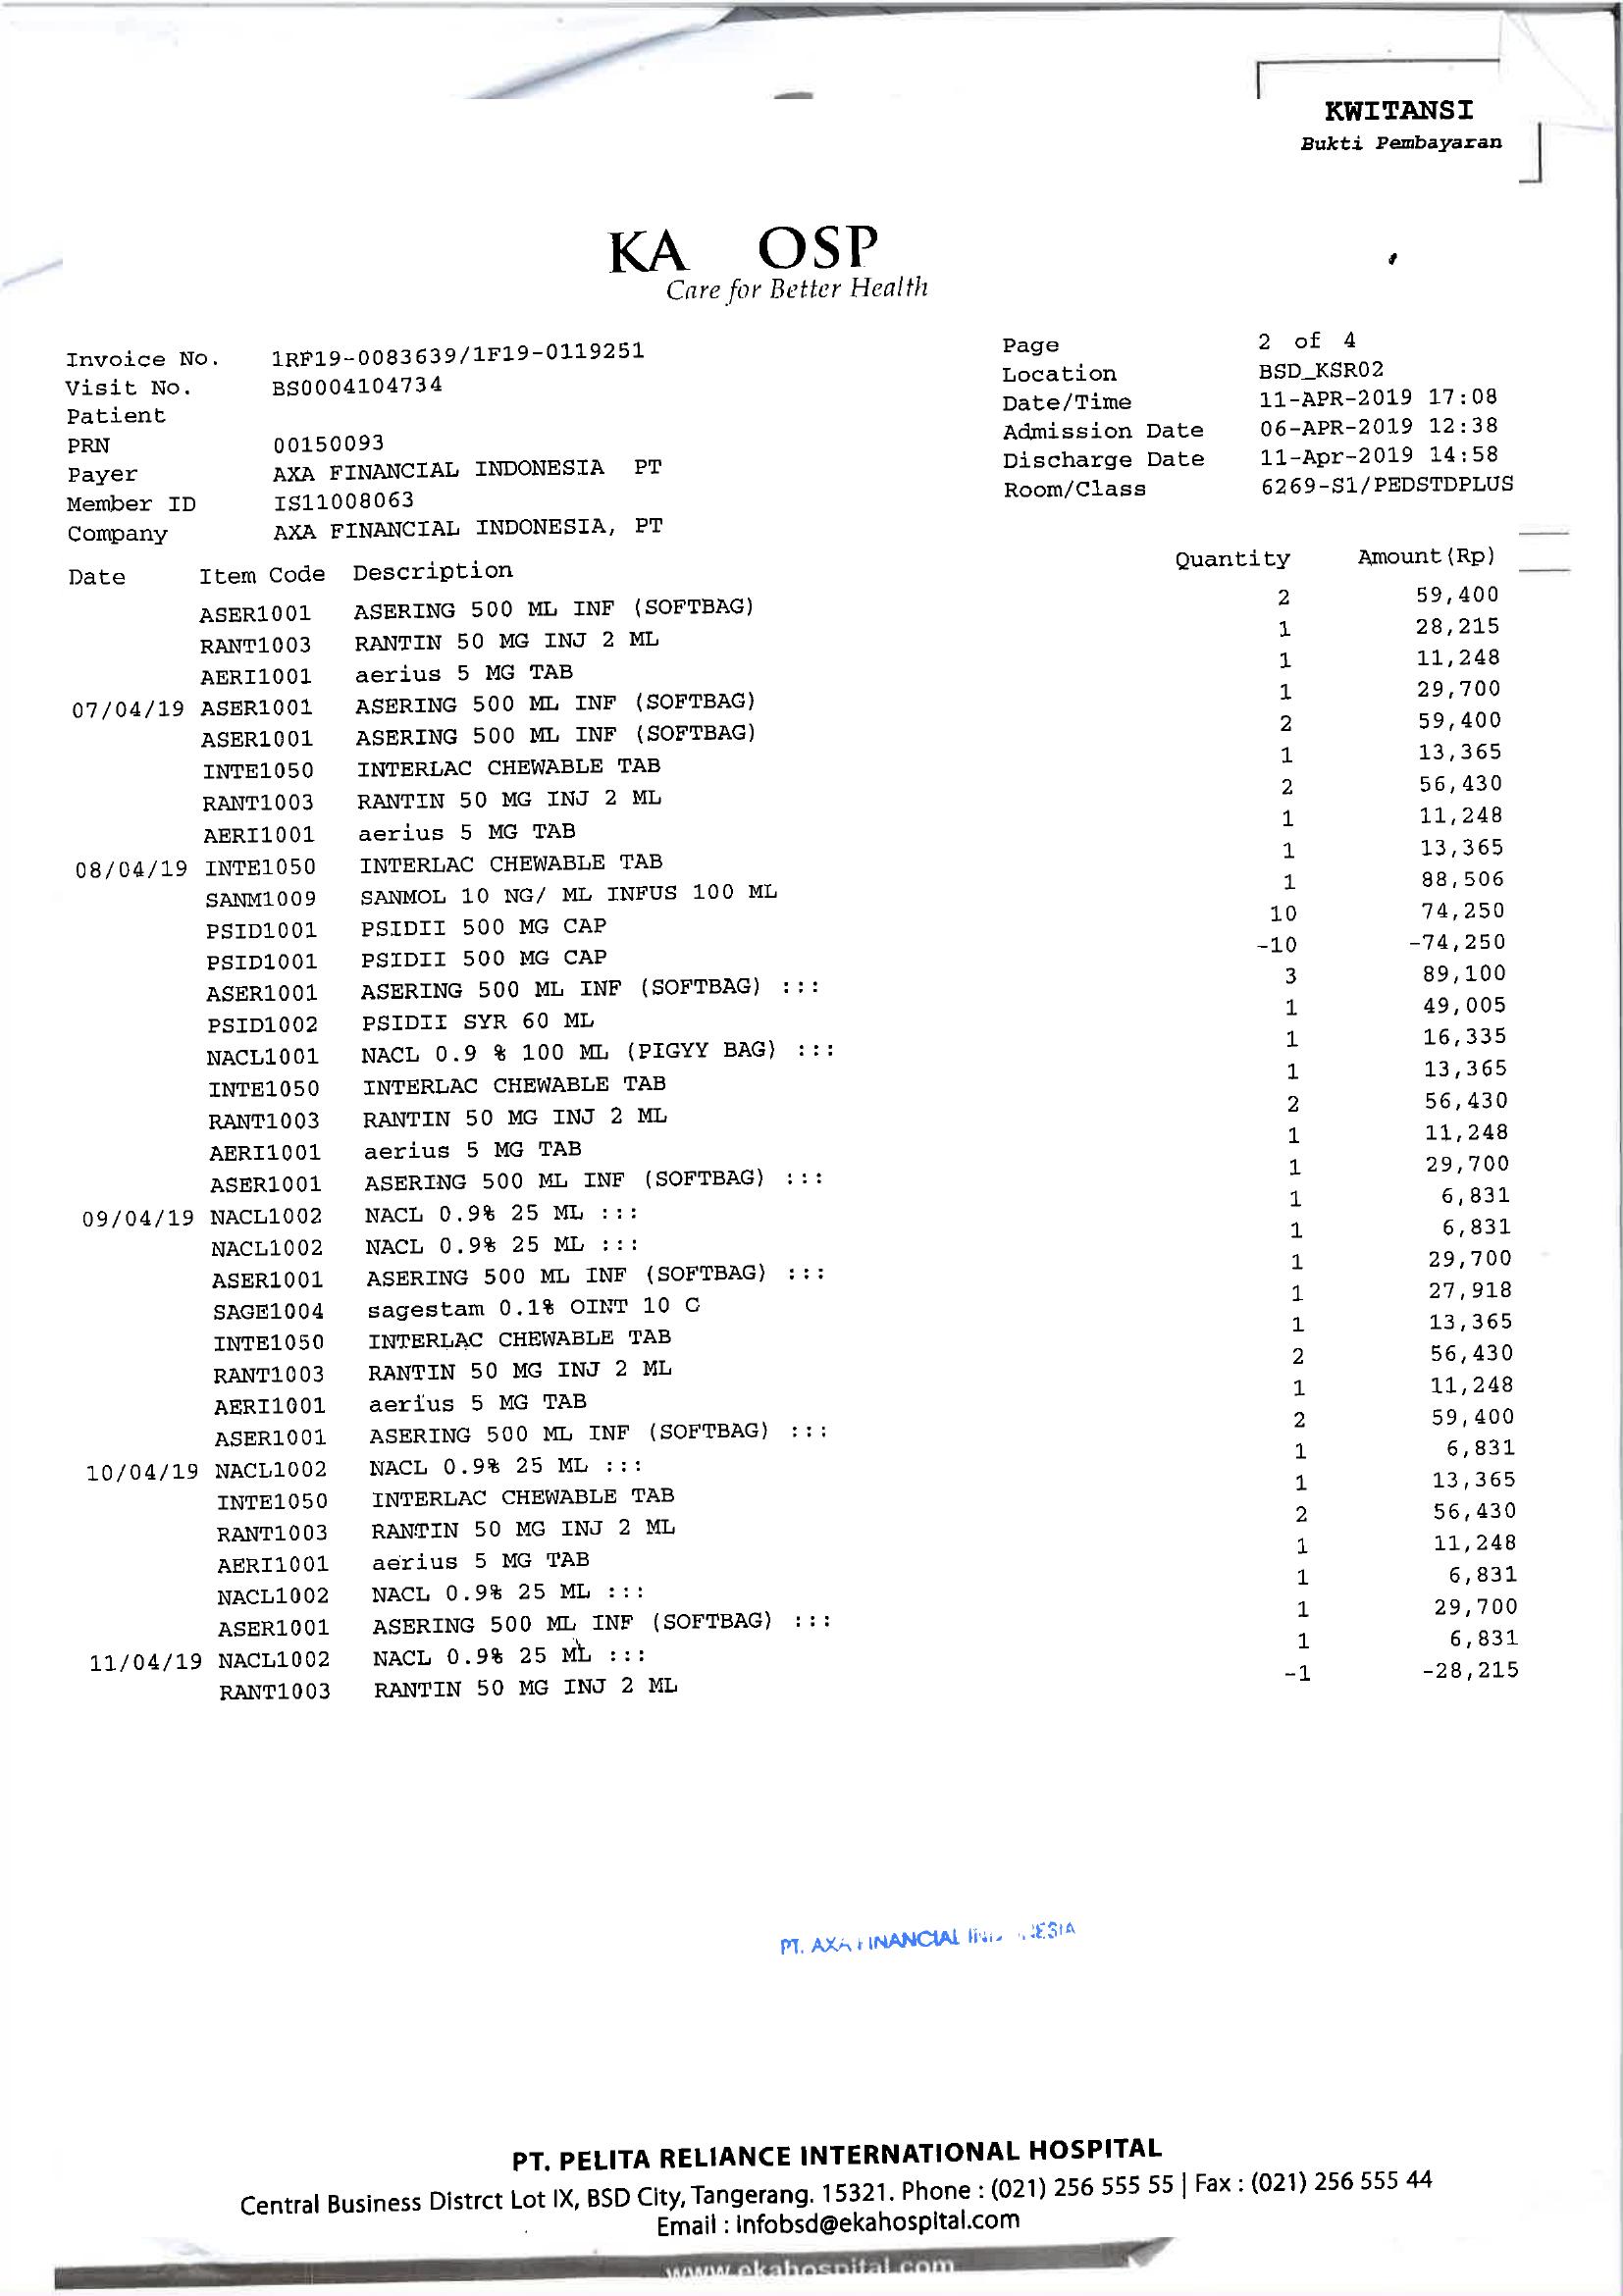 KWITANSI
Bukti Pembayaran
KA OSP
Care for Better Health
Invoice No. 1RF19-0083639/1F19-0119251 Page 2 of 4
Visit No. BS0004104734 Location BSD_KSR02
Patient Date/Time 11-APR-2019 17:08
PRN 00150093 Admission Date 06-APR-2019 12:38
Payer AXA FINANCIAL INDONESIA PT Discharge Date 11-Apr-2019 14:58
Member ID IS11008063 Room/Class 6269-S1/PEDSTDPLUS
Company AXA FINANCIAL INDONESIA, PT
Date Item Code Description Quantity Amount(Rp)
ASER1001 ASERING 500 ML INF (SOFTBAG) 2 59,400
RANT1003 RANTIN 50 MG INJ 2 ML 1 28,215
AERI1001 aerius 5 MG TAB 1 11,248
07/04/19 ASER1001 ASERING 500 ML INF (SOFTBAG) 1 29,700
ASER1001 ASERING 500 ML INF (SOFTBAG) 2 59,400
INTE1050 INTERLAC CHEWABLE TAB 1 13,365
RANT1003 RANTIN 50 MG INJ 2 ML 2 56,430
AERI1001 aerius 5 MG TAB 1 11,248
08/04/19 INTE1050 INTERLAC CHEWABLE TAB 1 13,365
SANM1009 SANMOL 10 NG/ ML INFUS 100 ML 1 88,506
PSID1001 PSIDII 500 MG CAP 10 74,250
PSID1001 PSIDII 500 MG CAP -10 -74,250
ASER1001 ASERING 500 ML INF (SOFTBAG) ::: 3 89,100
PSID1002 PSIDII SYR 60 ML 1 49,005
NACL1001 NACL 0.9 % 100 ML (PIGYY BAG) ::: 1 16,335
INTE1050 INTERLAC CHEWABLE TAB 1 13,365
RANT1003 RANTIN 50 MG INJ 2 ML 2 56,430
AERI1001 aerius 5 MG TAB 1 11,248
ASER1001 ASERING 500 ML INF (SOFTBAG) ::: 1 29,700
09/04/19 NACL1002 NACL 0.9% 25 ML ::: 1 6,831
NACL1002 NACL 0.9% 25 ML ::: 1 6,831
ASER1001 ASERING 500 ML INF (SOFTBAG) ::: 1 29,700
SAGE1004 sagestam 0.1% OINT 10 G 1 27,918
INTE1050 INTERLAC CHEWABLE TAB 1 13,365
RANT1003 RANTIN 50 MG INJ 2 ML 2 56,430
AERI1001 aerius 5 MG TAB 1 11,248
ASER1001 ASERING 500 ML INF (SOFTBAG) ::: 2 59,400
10/04/19 NACL1002 NACL 0.9% 25 ML ::: 1 6,831
INTE1050 INTERLAC CHEWABLE TAB 1 13,365
RANT1003 RANTIN 50 MG INJ 2 ML 2 56,430
AERI1001 aerius 5 MG TAB 1 11,248
NACL1002 NACL 0.9% 25 ML ::: 1 6,831
ASER1001 ASERING 500 ML INF (SOFTBAG) ::: 1 29,700
11/04/19 NACL1002 NACL 0.9% 25 ML ::: 1 6,831
RANT1003 RANTIN 50 MG INJ 2 ML -1 -28,215
PT. AXA FINANCIAL
PT. PELITA RELIANCE INTERNATIONAL HOSPITAL
Central Business Distrct Lot IX, BSD City, Tangerang. 15321. Phone : (021) 256 555 55 | Fax : (021) 256 555 44
Email : infobsd@ekahospital.com
www.ekahospital.com